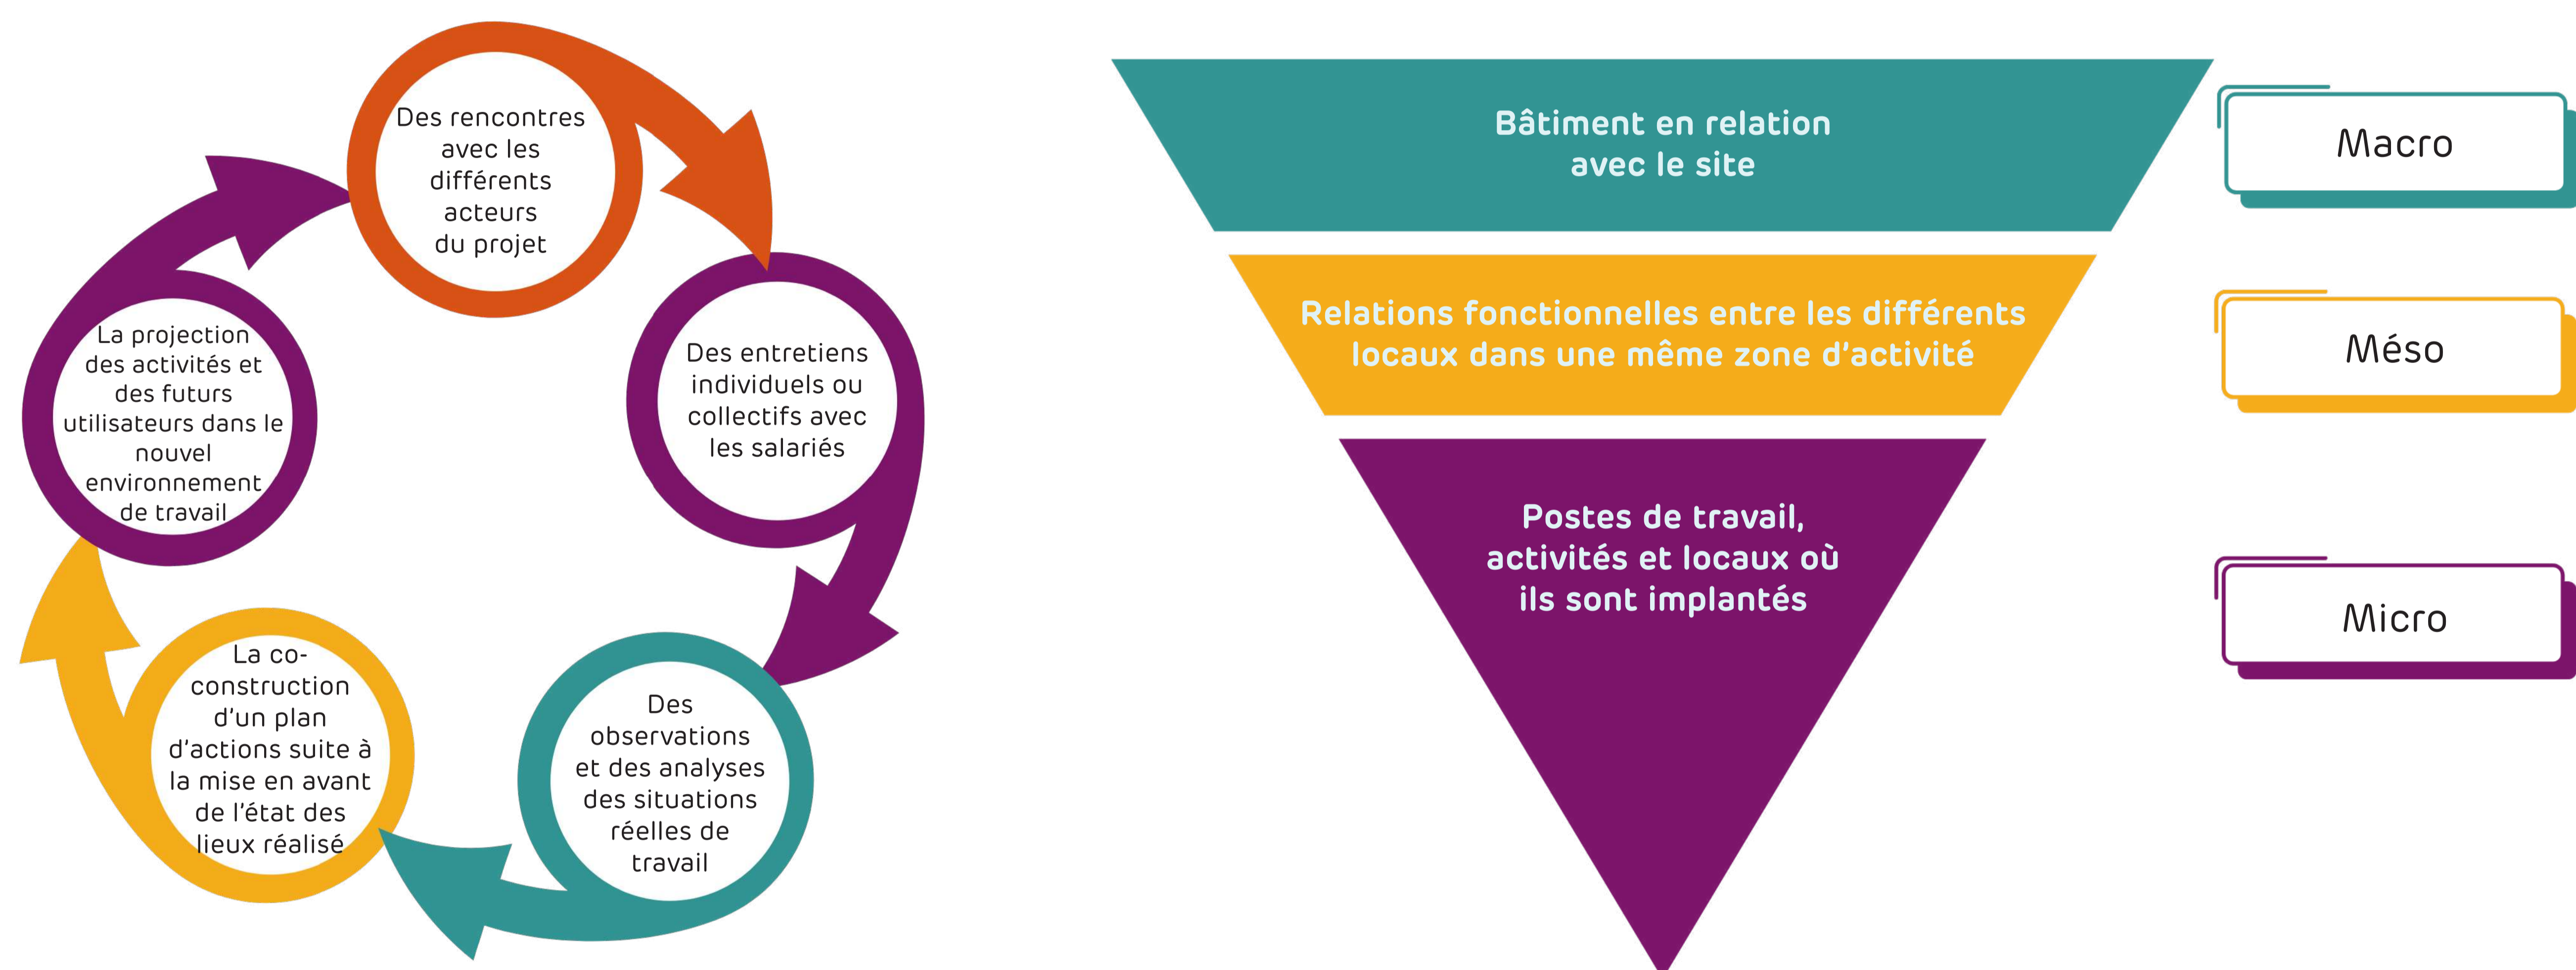 Des rencontres
avec les
différents
acteurs
du projet
Des entretiens
individuels ou
collectifs avec
les salariés
Des
observations
et des analyses
des situations
réelles de
travail
La co-
construction
d'un plan
d'actions suite à
la mise en avant
de l'état des
lieux réalisé
La projection
des activités et
des futurs
utilisateurs dans le
nouvel
environnement
de travail
Bâtiment en relation
avec le site
Macro
Relations fonctionnelles entre les différents
locaux dans une même zone d'activité
Méso
Postes de travail,
activités et locaux où
ils sont implantés
Micro